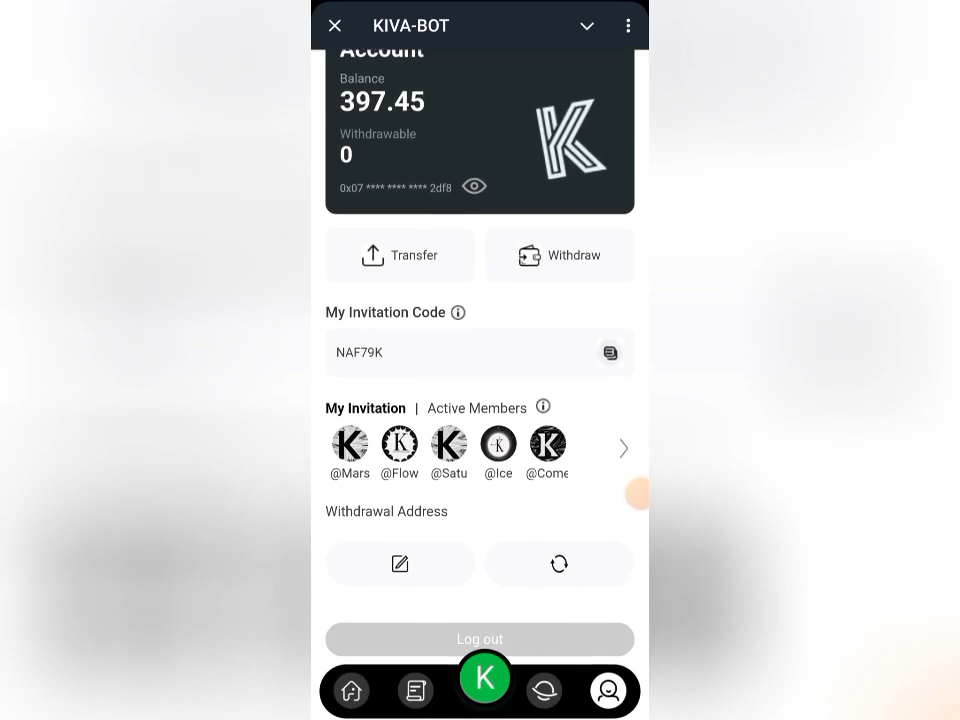 KIVA-BOT
Account
Balance
397.45
Withdrawable
0
0x07 **** **** **** 2df8
Transfer
Withdraw
My Invitation Code
NAF79K
My Invitation | Active Members
@Mars @Flow @Satu @Ice @Come
Withdrawal Address
Log out
K